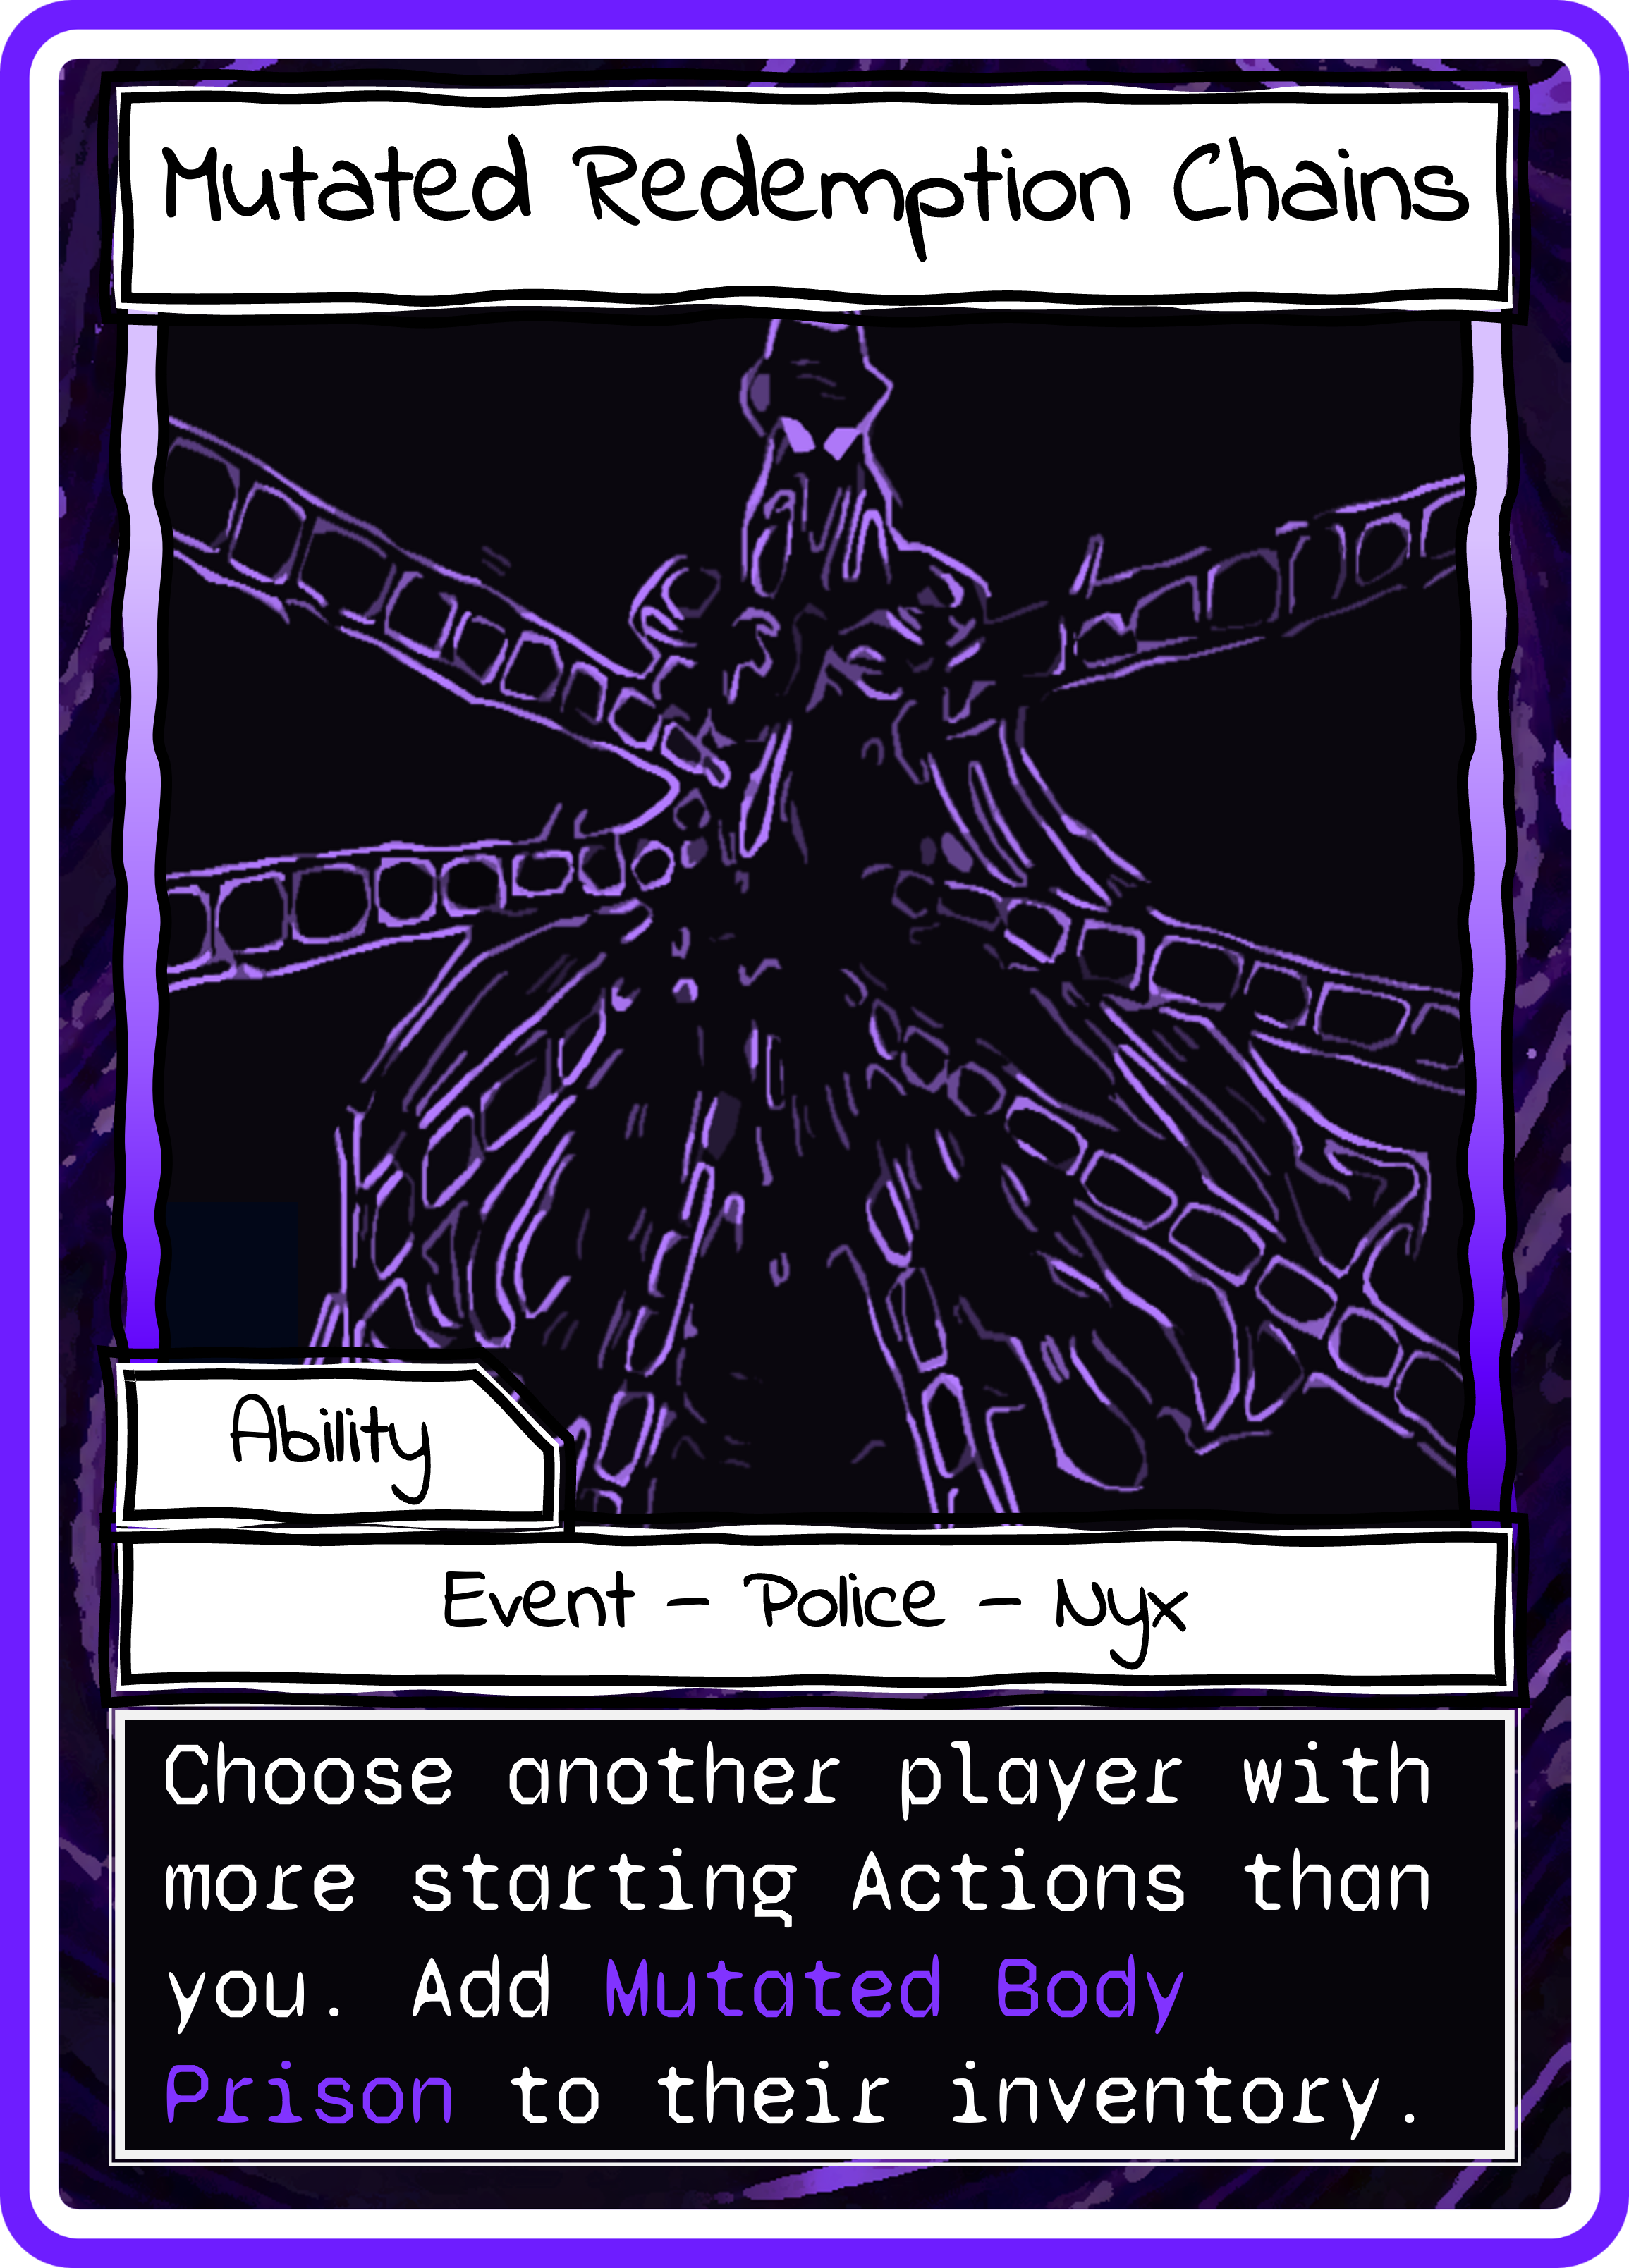 Mutated Redemption Chains
Ability
Event – Police – Nyx
Choose another player with
more starting Actions than
you. Add Mutated Body
Prison to their inventory.